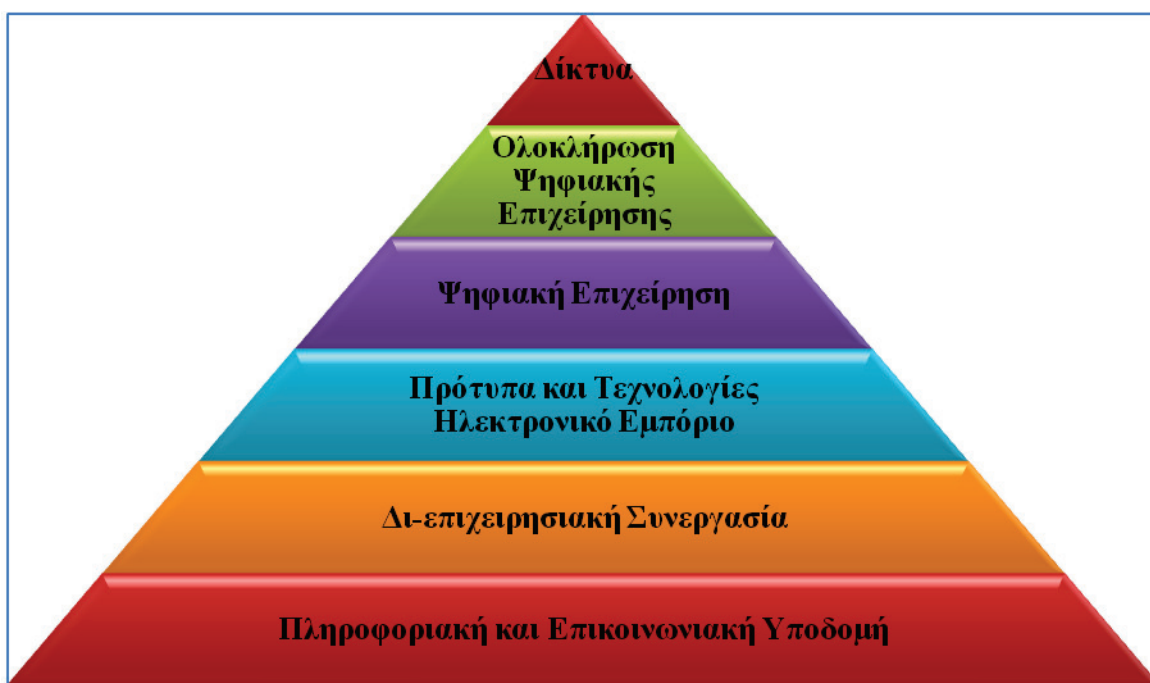 Δίκτυα
Ολοκλήρωση
Ψηφιακής
Επιχείρησης
Ψηφιακή Επιχείρηση
Πρότυπα και Τεχνολογίες
Ηλεκτρονικό Εμπόριο
Δι-επιχειρησιακή Συνεργασία
Πληροφοριακή και Επικοινωνιακή Υποδομή